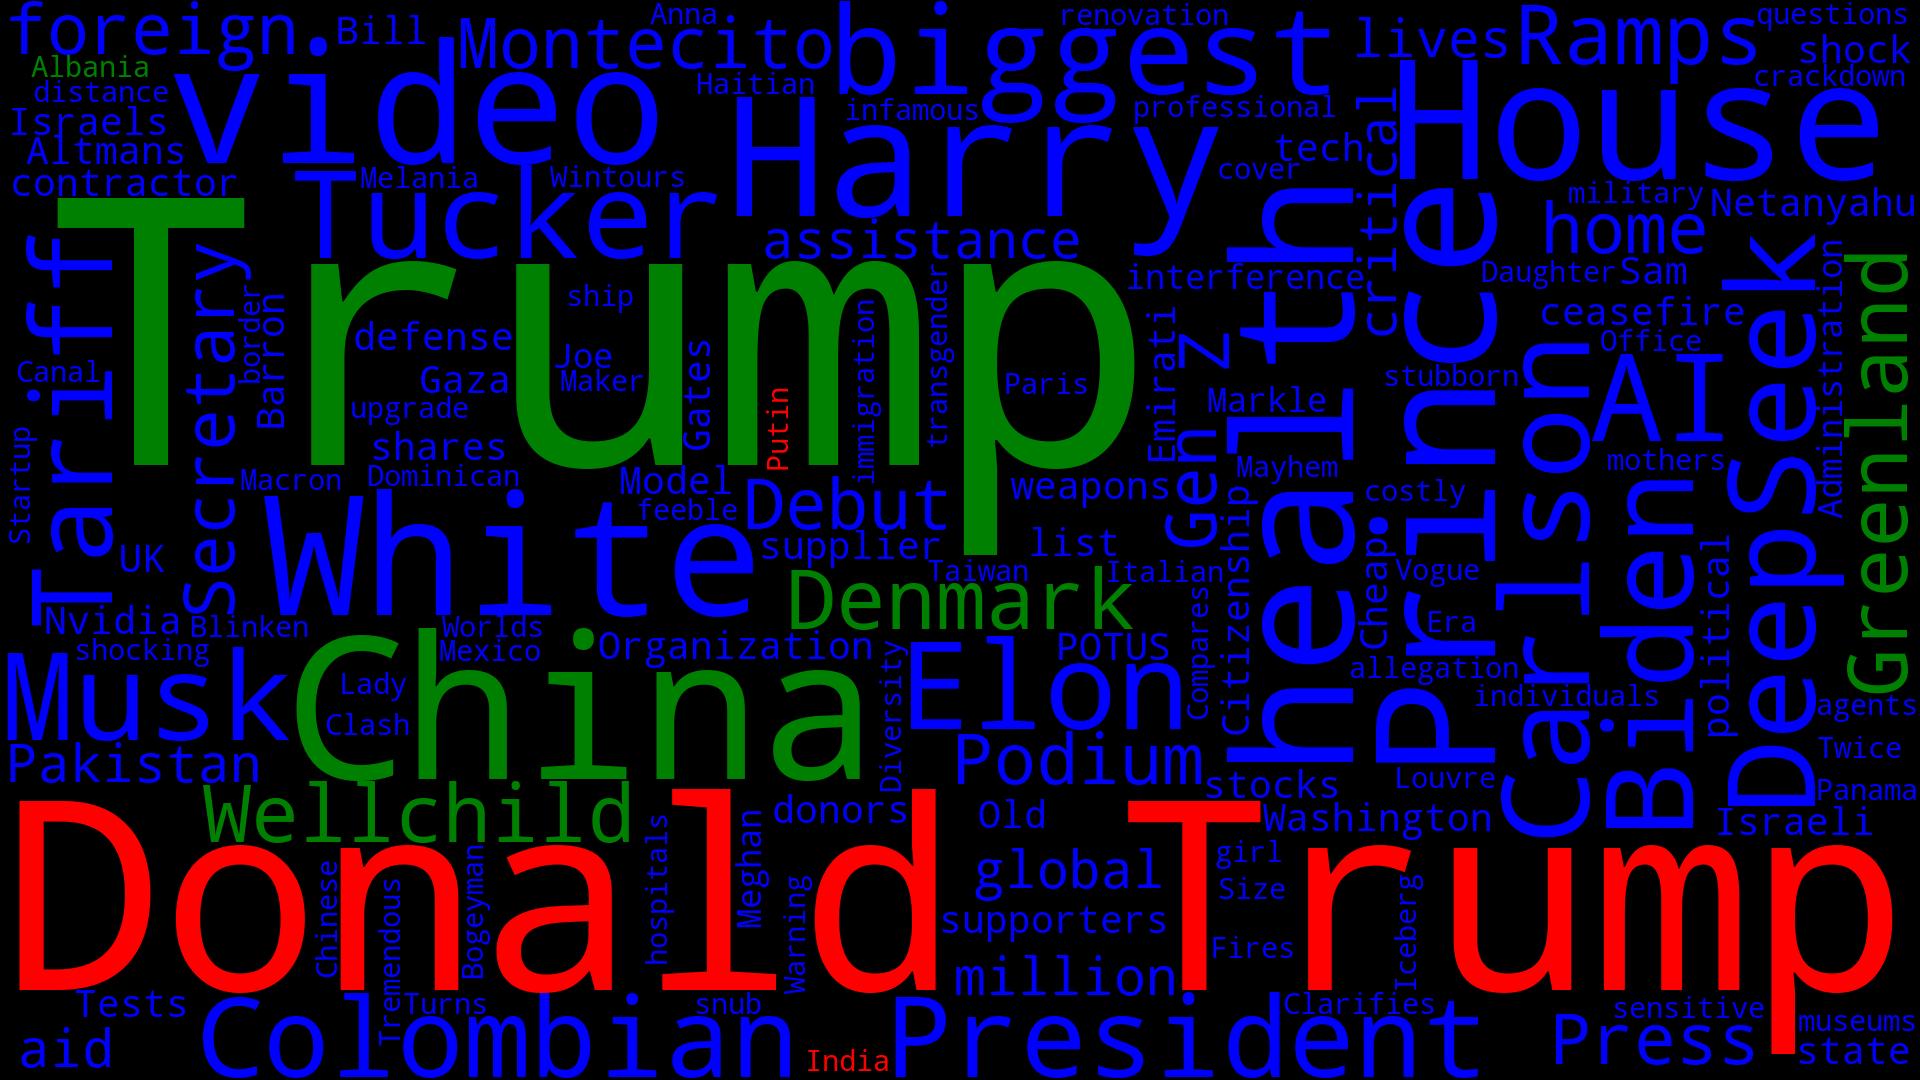 foreign
Bill
Montecito
Anna
biggest
renovation
lives
Ramps
questions
shock
crackdown
Albania
distance
Israels
Altmans
contractor
video
Haitian
Harry
infamous
professional
tech
cover
critical
House
Melania
Wintours
Tucker
assistance
military
Netanyahu
home
Trump
Tariff
Secretary
border
Barron
Canal
Startup
UK
defense
ship
Joe
Maker
Gaza
upgrade
shares
Gates
Putin
immigration
transgender
Paris
interference
Emirati
Gen Z
Markle
Mayhem
health
Prince
Daughter
Sam
ceasefire
Office
stubborn
AI
mothers
costly
Carlson
Biden
DeepSeek
Administration
Greenland
Macron
Dominican
Model
feeble
Debut
weapons
supplier
list
White
Taiwan
Italian
Denmark
Citizenship
Compares
Cheap
Vogue
Era
political
Nvidia
Blinken
Worlds
Mexico
shocking
Organization
POTUS
Musk
China
Lady
Clash
Diversity
Elon
allegation
individuals
agents
Pakistan
Podium
stocks
Louvre
Twice
Panama
Wellchild
donors
Old
Washington
Israeli
Donald Trump
Chinese
Tremendous
Bogeyman
hospitals
Meghan
Warning
global
girl
Size
supporters
Fires
Iceberg
million
Tests
Turns
snub
Clarifies
sensitive
museums
aid
Colombian
India
President
Press
state